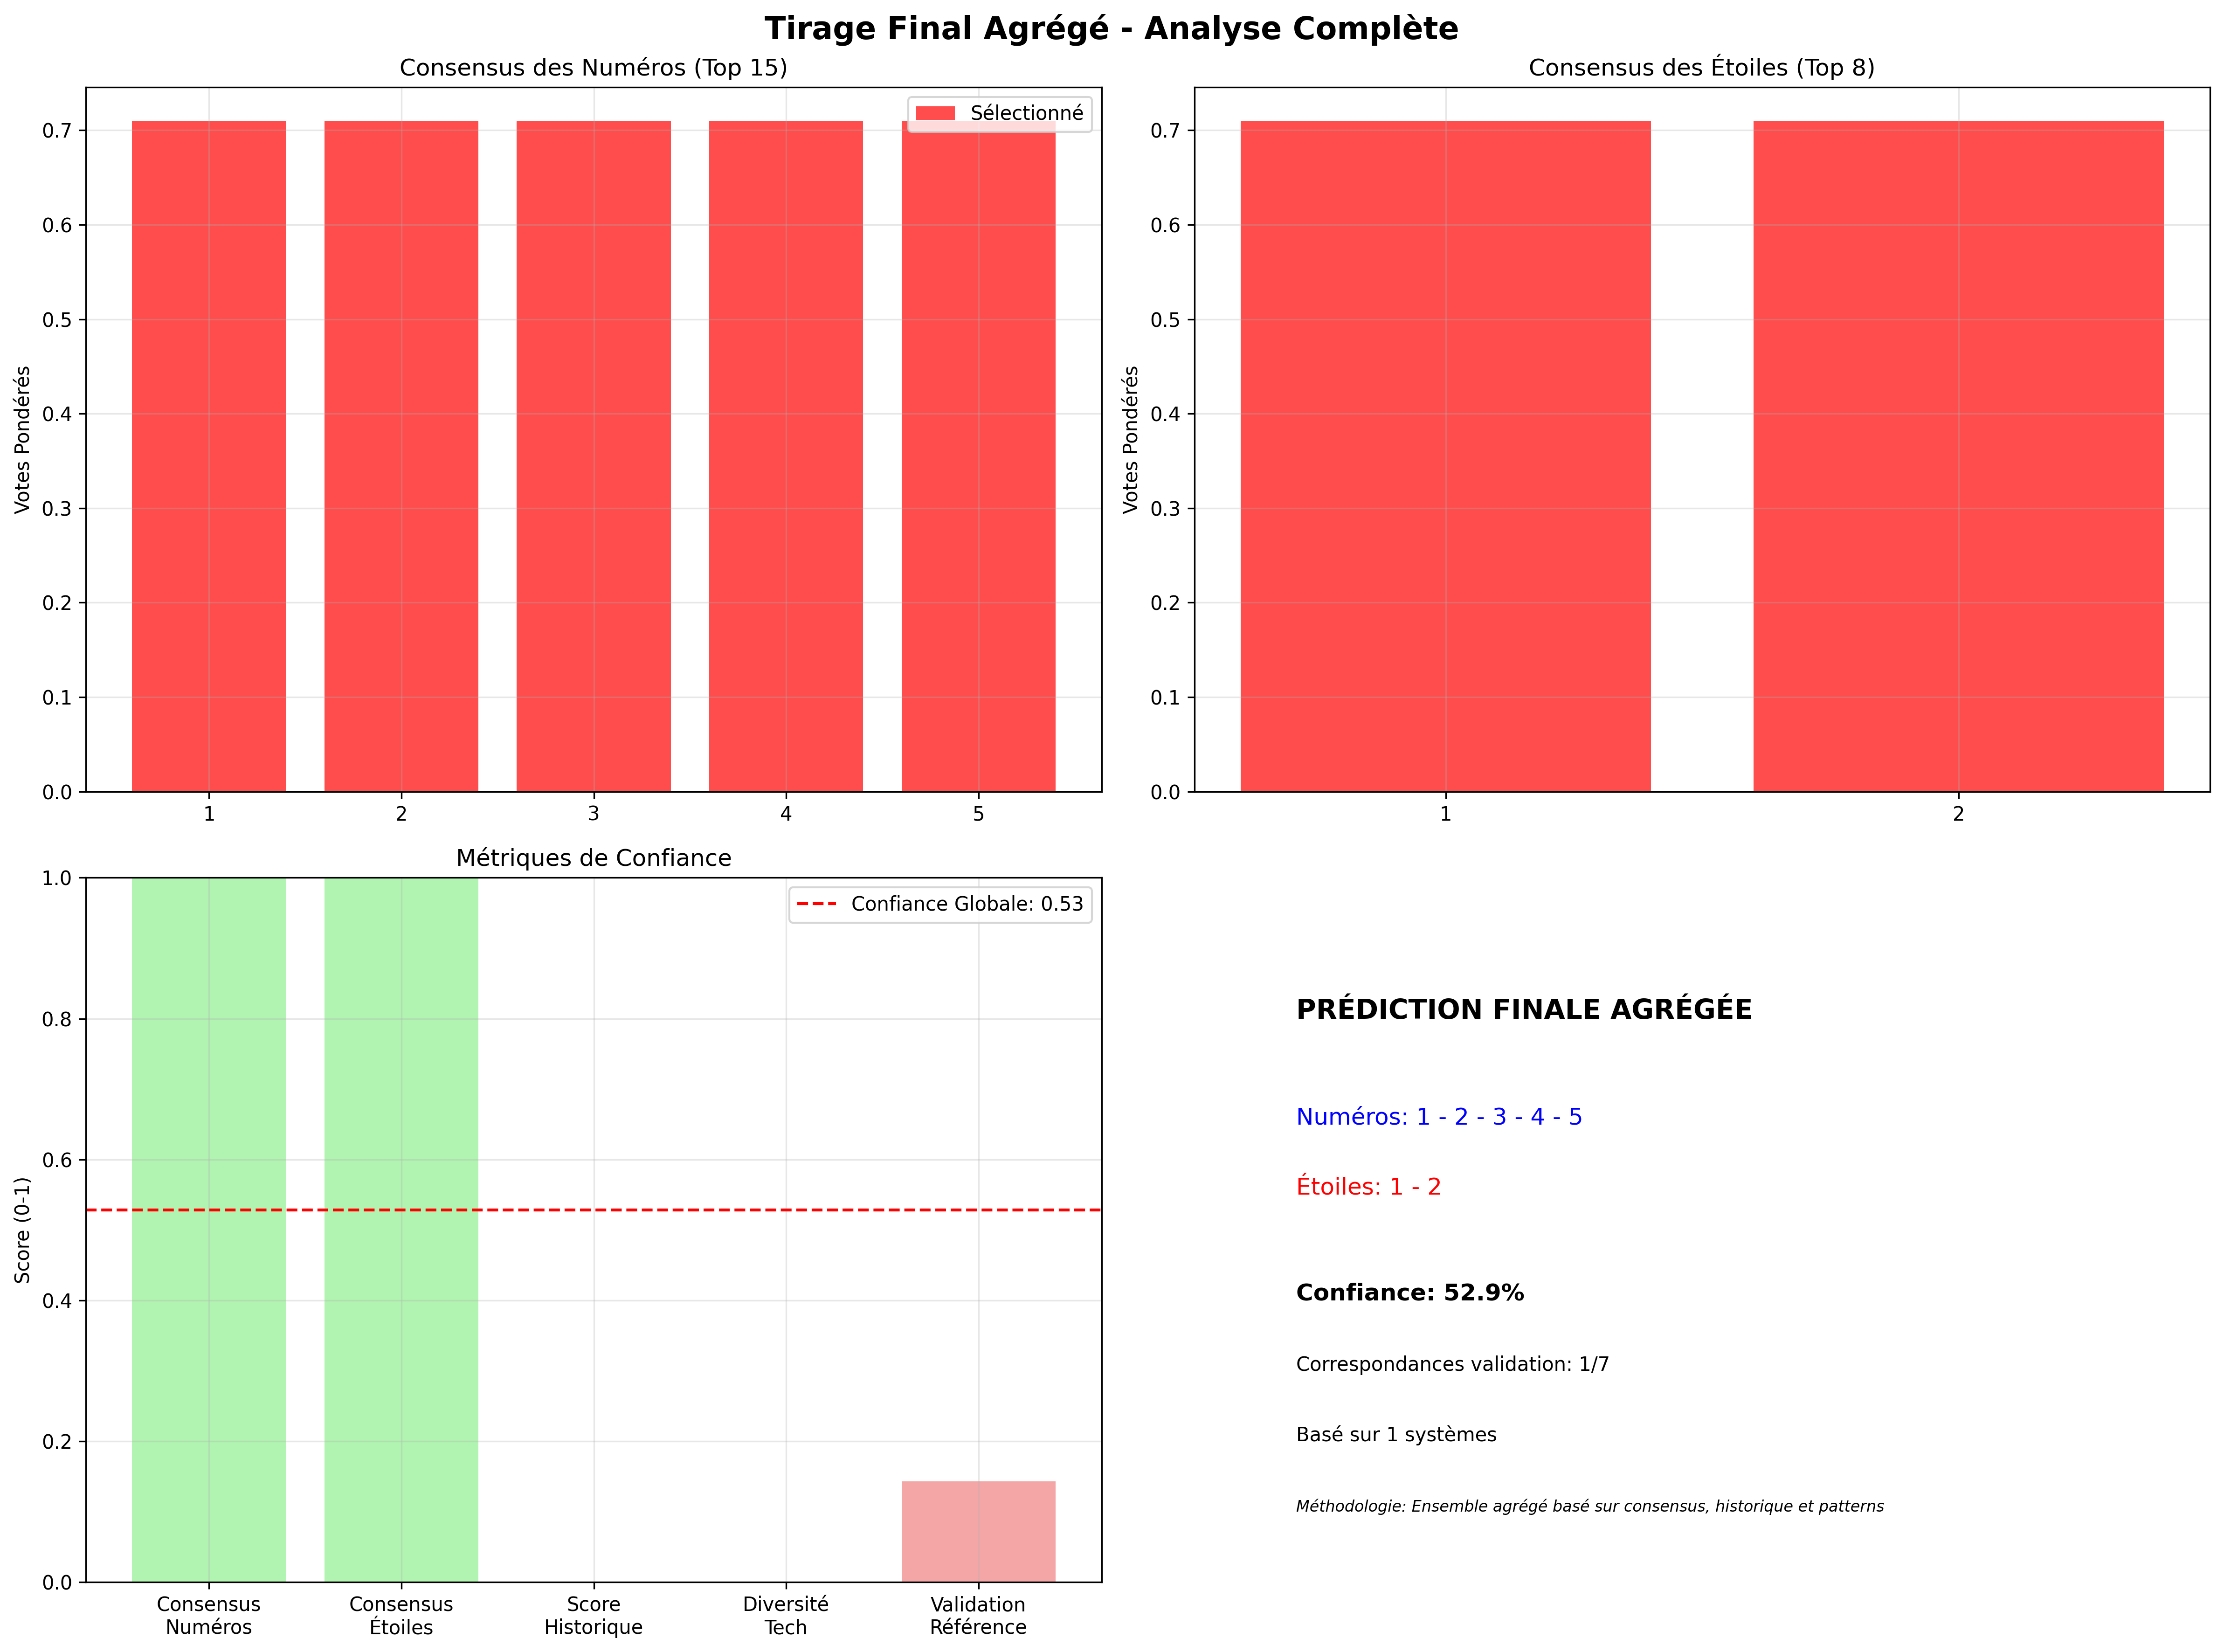 Tirage Final Agrégé - Analyse Complète
Consensus des Numéros (Top 15)
Votes Pondérés
0.7
0.6
0.5
0.4
0.3
0.2
0.1
0.0
Sélectionné
1
2
3
4
5
Consensus des Étoiles (Top 8)
Votes Pondérés
0.7
0.6
0.5
0.4
0.3
0.2
0.1
0.0
1
2
Métriques de Confiance
Score (0-1)
1.0
0.8
0.6
0.4
0.2
0.0
Confiance Globale: 0.53
Consensus
Numéros
Consensus
Étoiles
Score
Historique
Diversité
Tech
Validation
Référence
PRÉDICTION FINALE AGRÉGÉE
Numéros: 1 - 2 - 3 - 4 - 5
Étoiles: 1 - 2
Confiance: 52.9%
Correspondances validation: 1/7
Basé sur 1 systèmes
Méthodologie: Ensemble agrégé basé sur consensus, historique et patterns